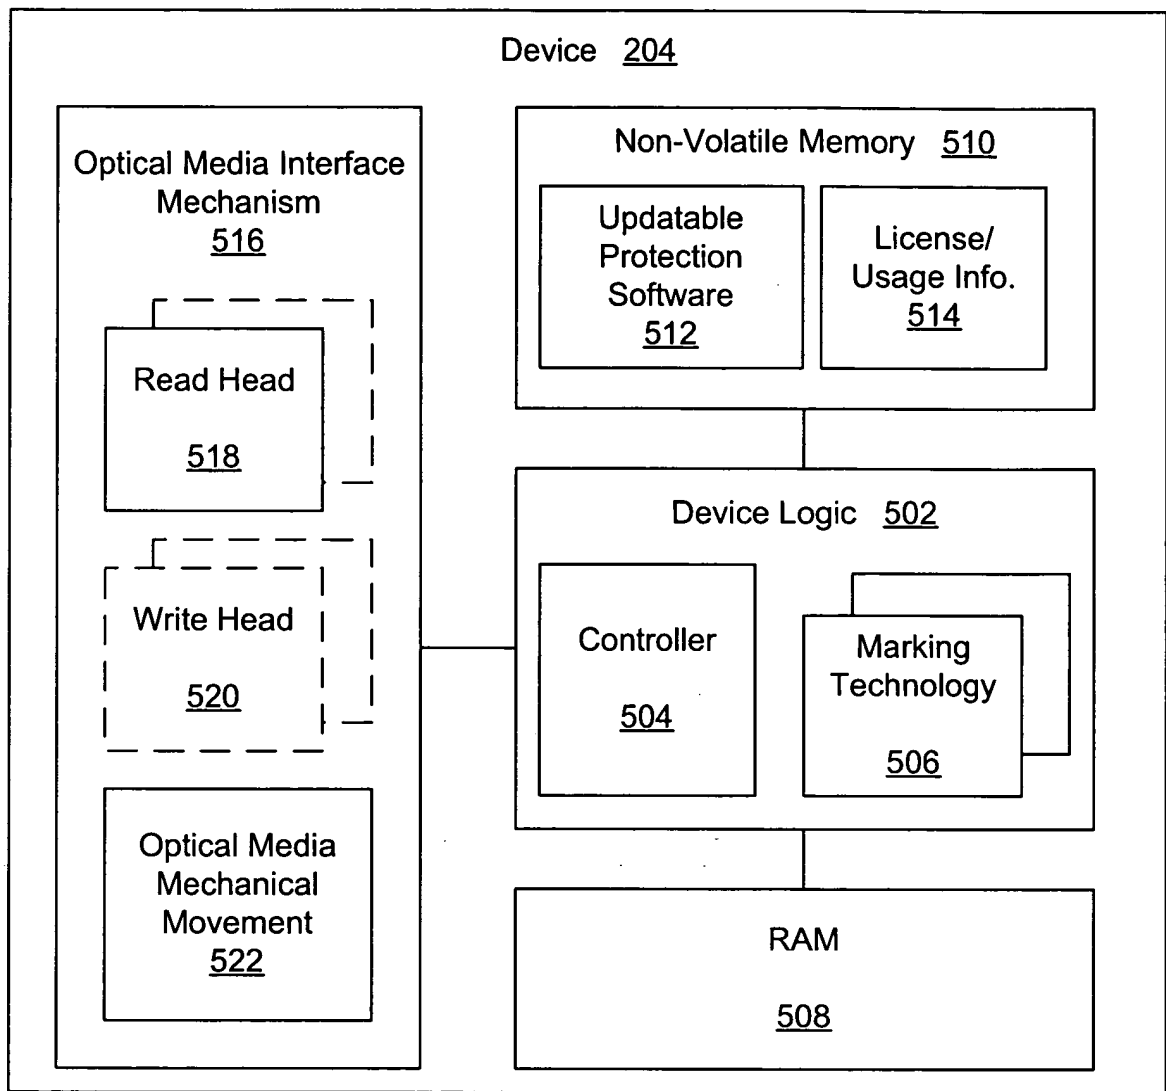 Device 204
Optical Media Interface
Mechanism
516
Read Head
518
Write Head
520
Optical Media
Mechanical
Movement
522
Non-Volatile Memory 510
Updatable
Protection
Software
512
License/
Usage Info.
514
Device Logic 502
Controller
504
Marking
Technology
506
RAM
508